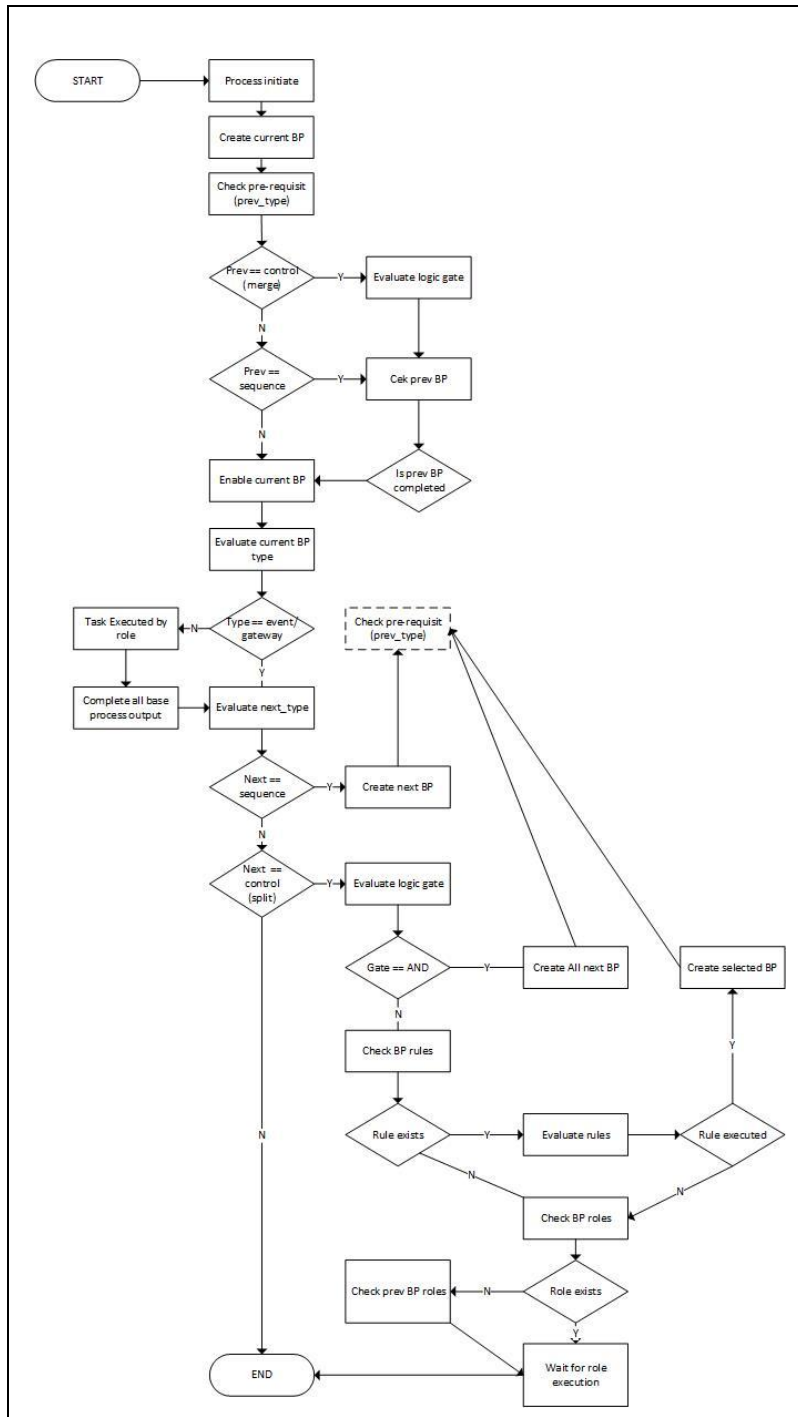 START
Process initiate
Create current BP
Check pre-requisit
(prev_type)
Prev == control
(merge)
Y
Evaluate logic gate
N
Prev ==
sequence
Y
Cek prev BP
N
Enable current BP
Is prev BP
completed
Evaluate current BP
type
Task Executed by
role
N
Type == event/
gateway
Check pre-requisit
(prev_type)
Y
Complete all base
process output
Evaluate next_type
Next ==
sequence
Y
Create next BP
N
Next ==
control
(split)
Y
Evaluate logic gate
Gate == AND
Y
Create All next BP
Create selected BP
N
Check BP rules
Y
Rule exists
Y
Evaluate rules
Rule executed
N
N
N
Check BP roles
Check prev BP roles
N
Role exists
Y
END
Wait for role
execution